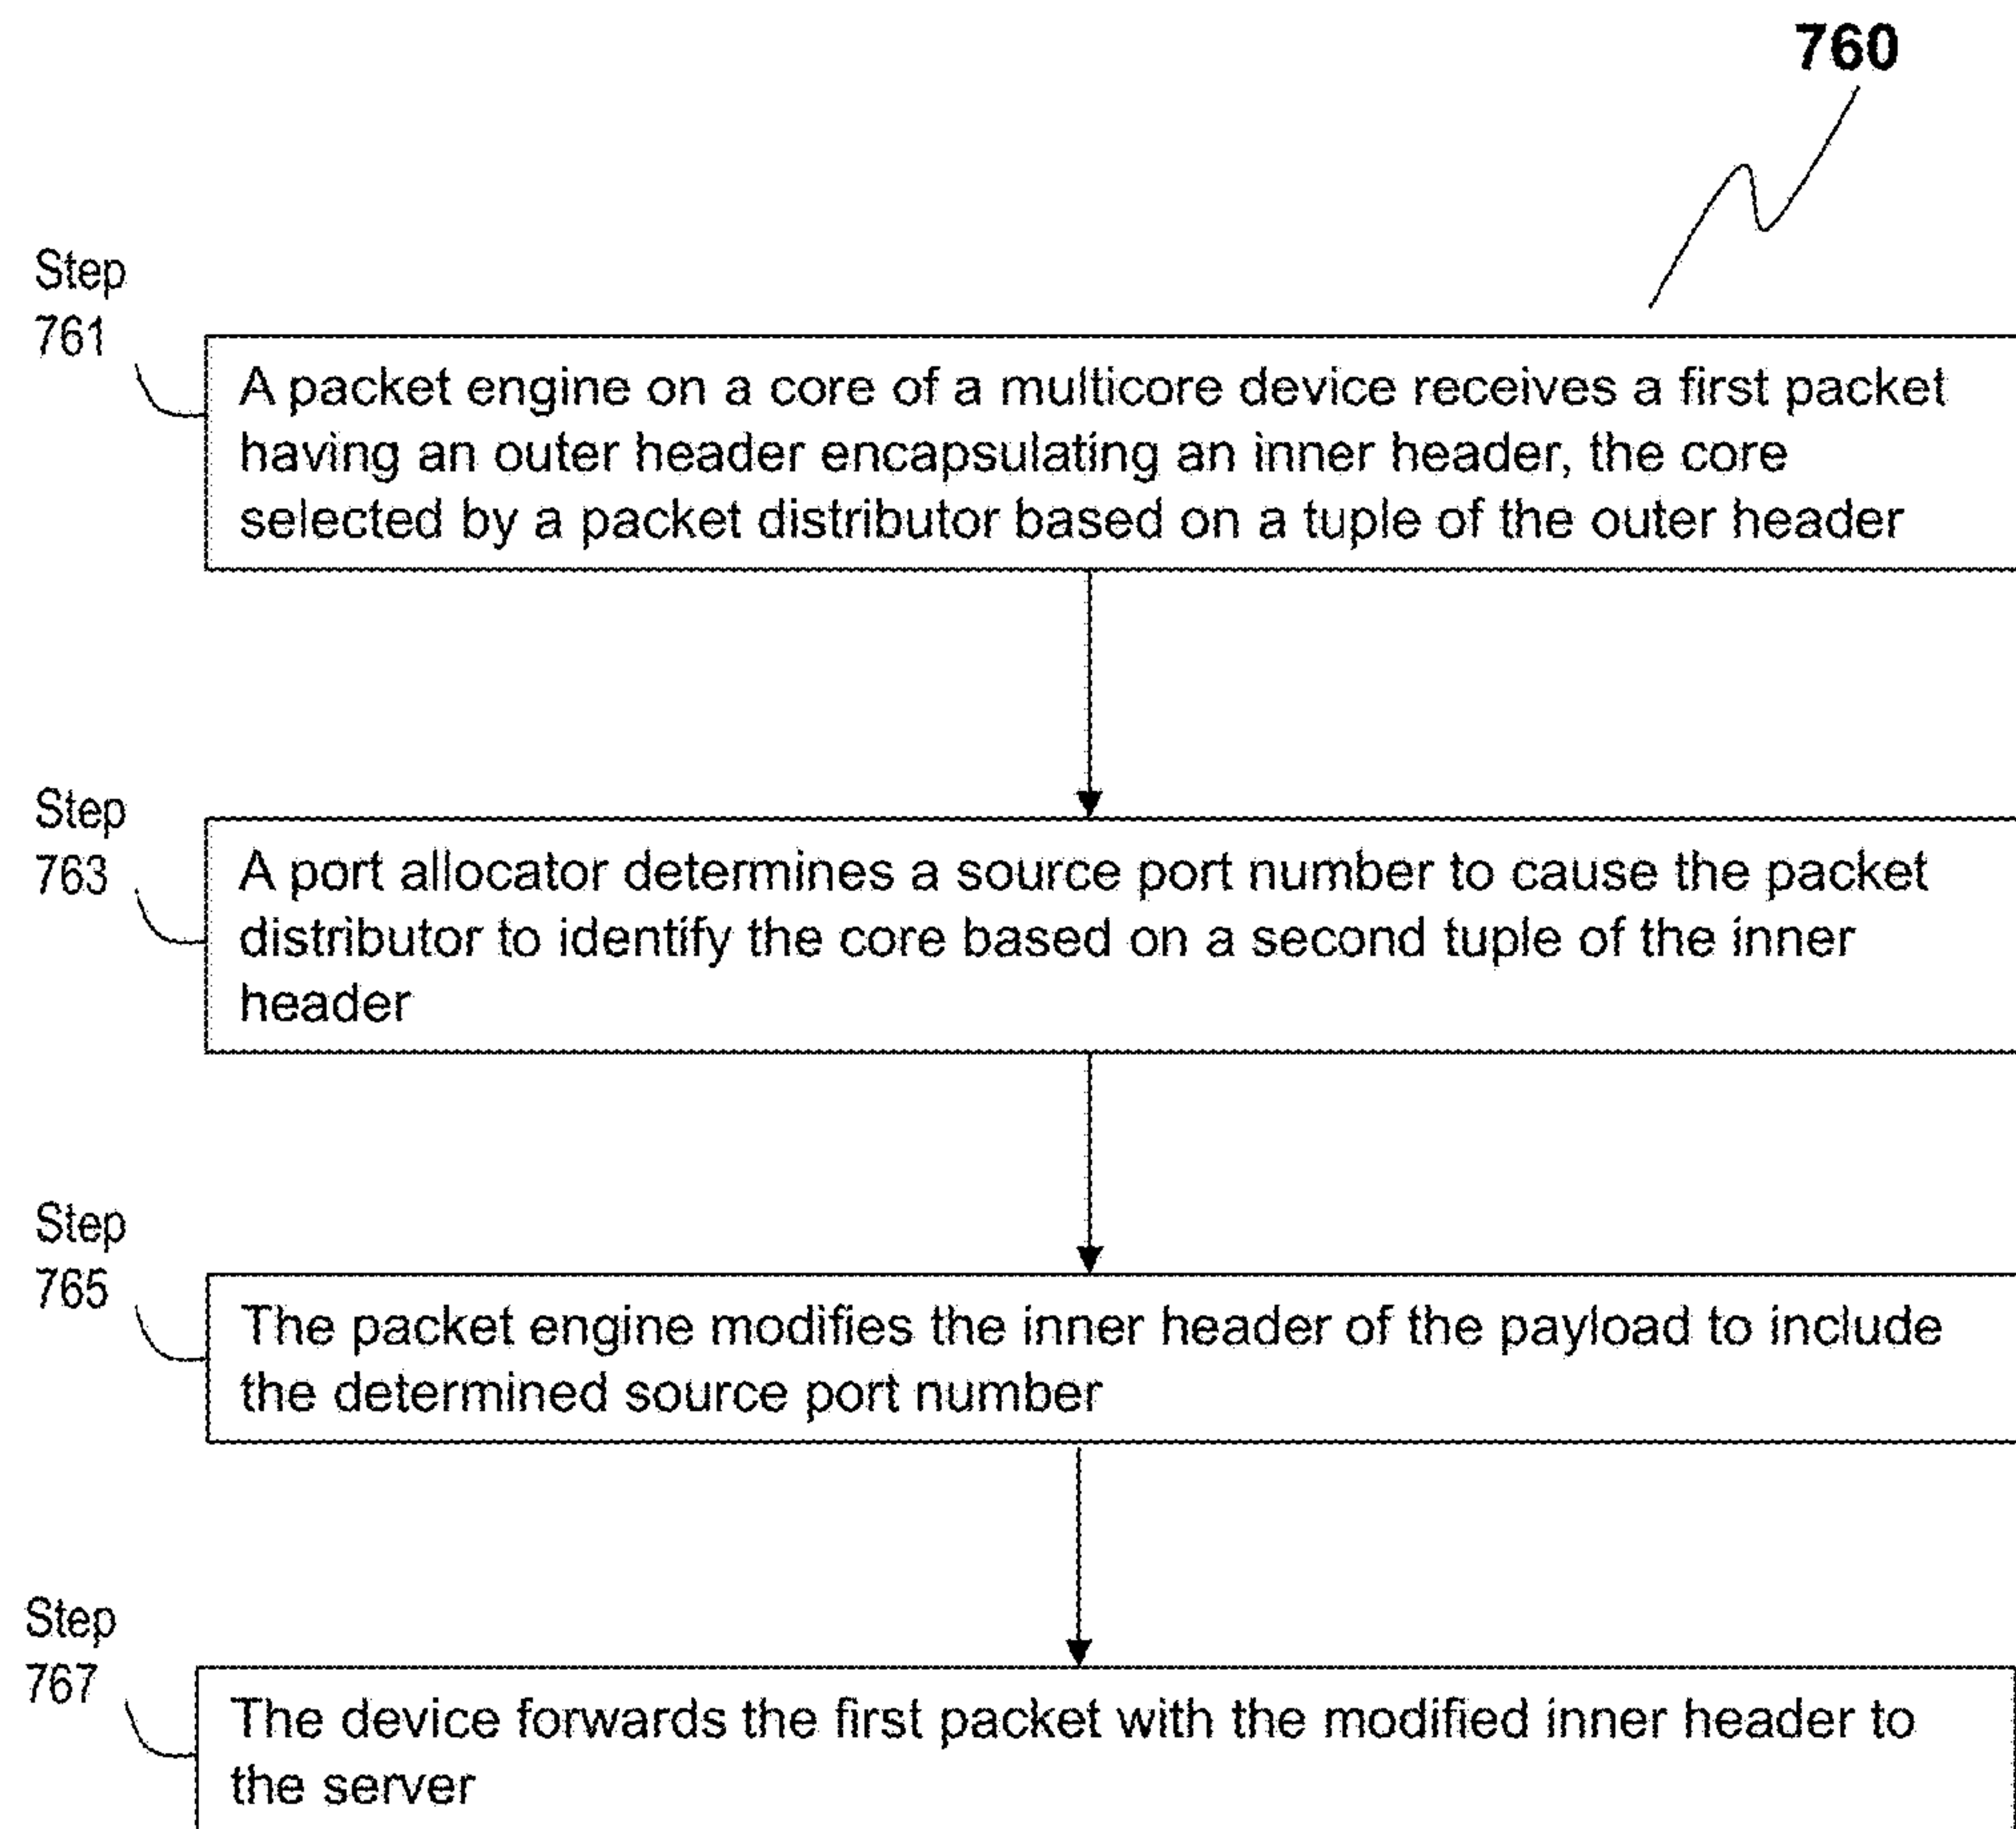 760
Step
761
A packet engine on a core of a multicore device receives a first packet
having an outer header encapsulating an inner header, the core
selected by a packet distributor based on a tuple of the outer header
Step
763
A port allocator determines a source port number to cause the packet
distributor to identify the core based on a second tuple of the inner
header
Step
765
The packet engine modifies the inner header of the payload to include
the determined source port number
Step
767
The device forwards the first packet with the modified inner header to
the server